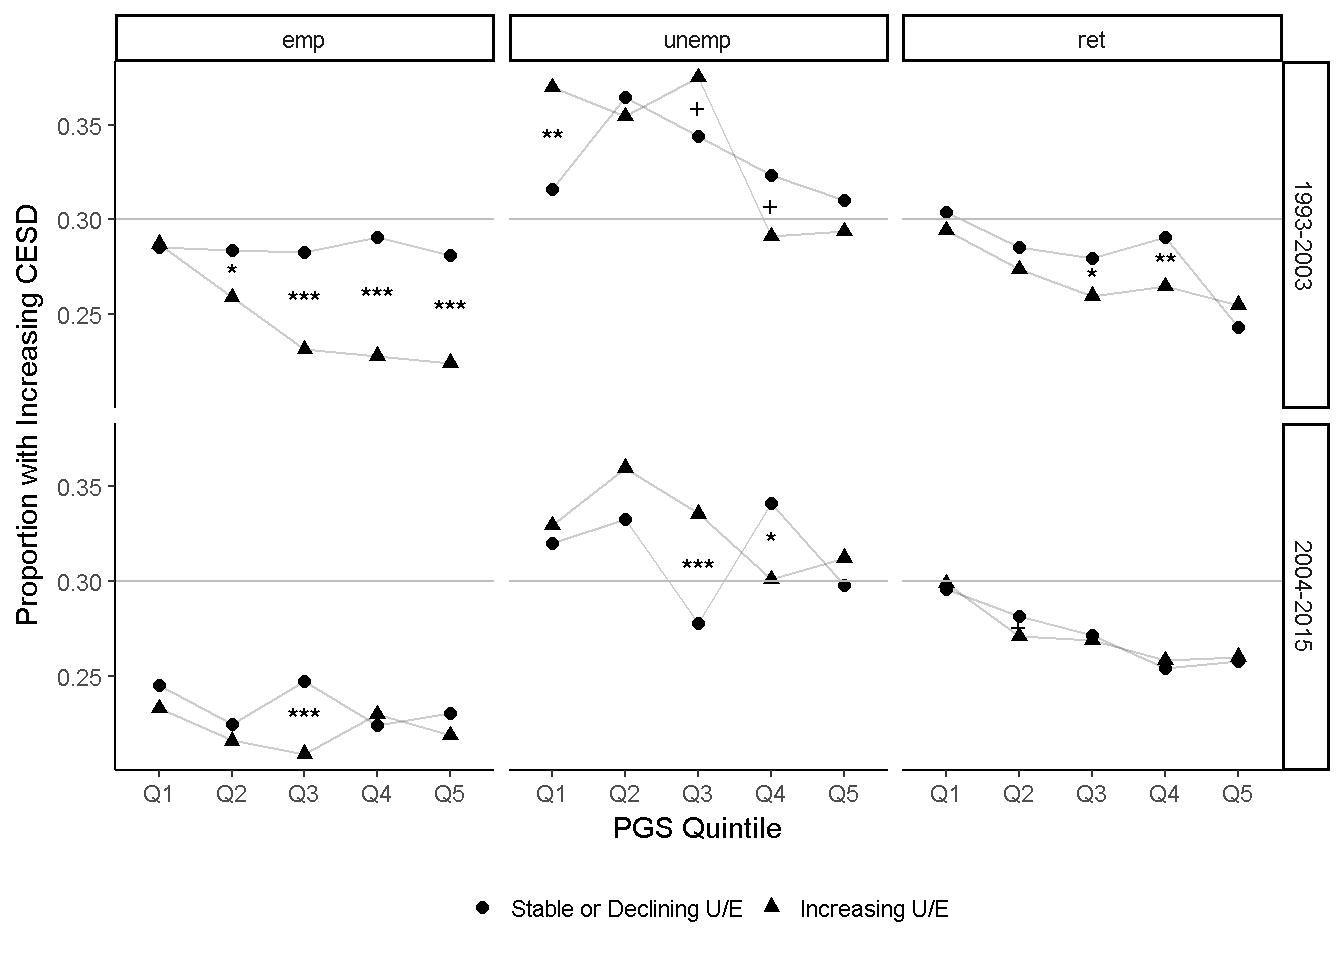 emp
unemp
ret
Proportion with Increasing CESD
0.35
0.30
0.25
**
+
+
*
***
***
***
*
**
1993-2003
0.35
0.30
0.25
***
***
*
+
2004-2015
Q1 Q2 Q3 Q4 Q5
Q1 Q2 Q3 Q4 Q5
Q1 Q2 Q3 Q4 Q5
PGS Quintile
Stable or Declining U/E
Increasing U/E